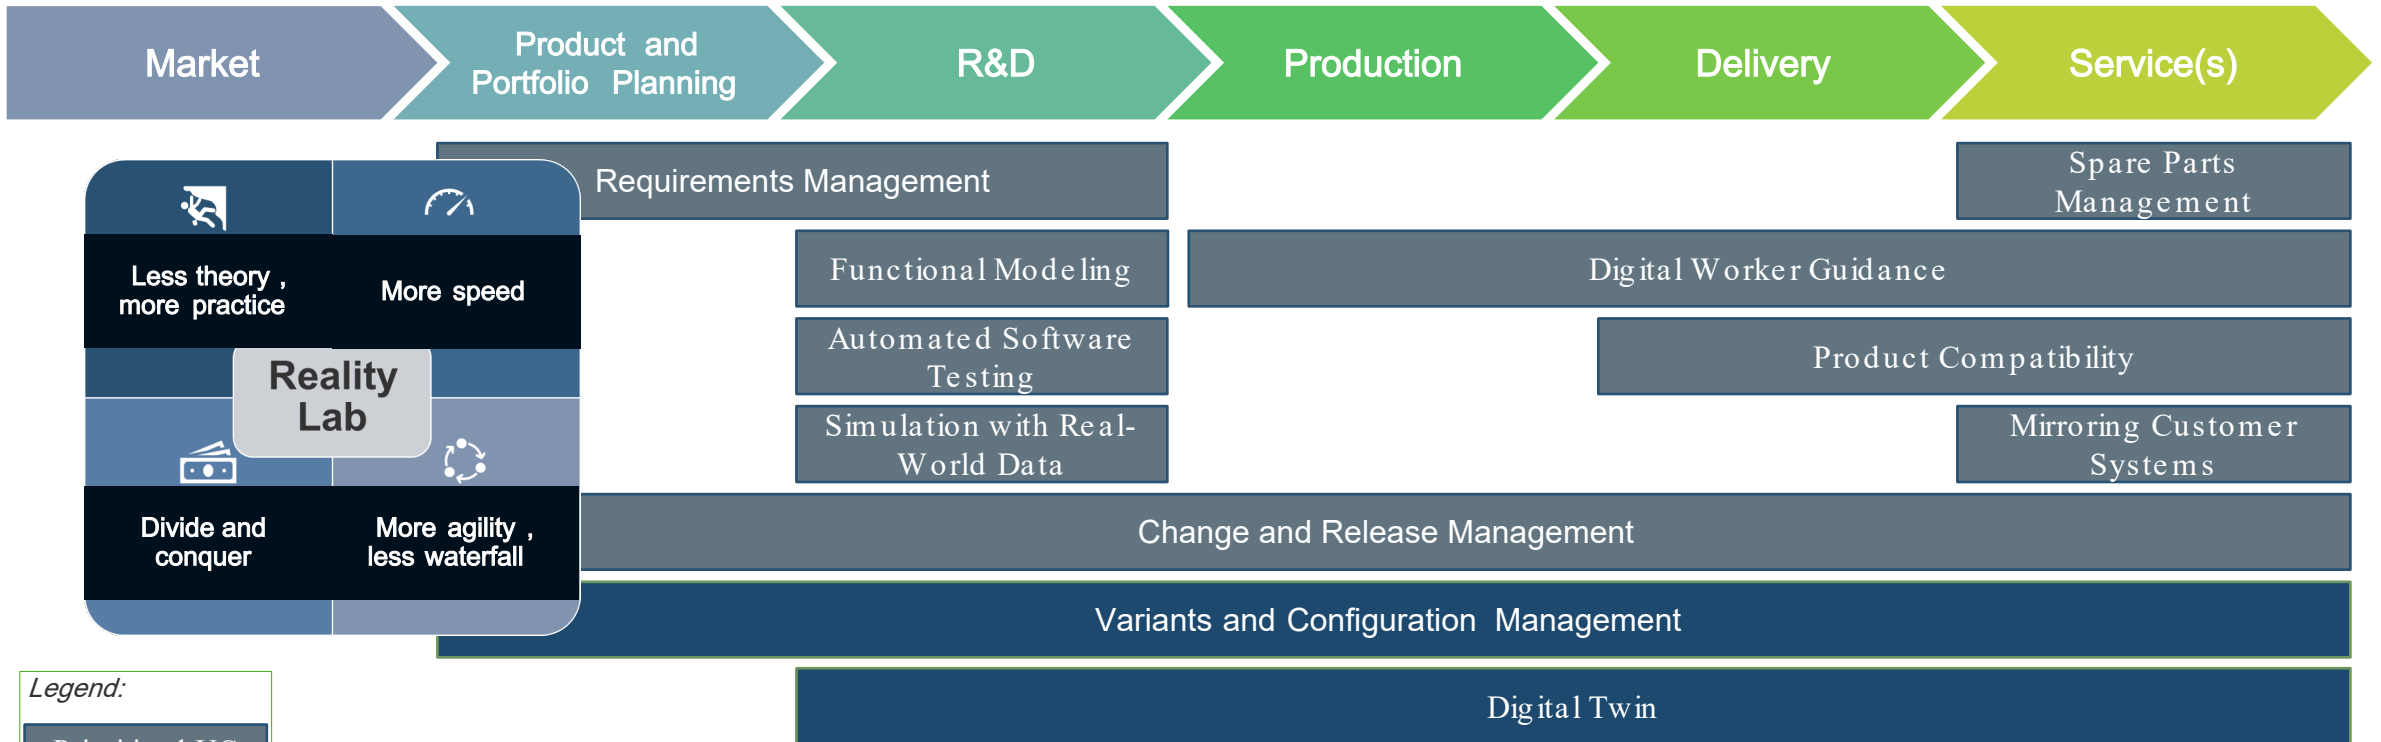 Market
Product and
Portfolio Planning
R&D
Production
Delivery
Service(s)
Requirements Management
Spare Parts
Management
Less theory ,
more practice
More speed
Functional Modeling
Digital Worker Guidance
Automated Software
Testing
Product Compatibility
Reality
Lab
Simulation with Real-
World Data
Mirroring Customer
Systems
Divide and
conquer
More agility ,
less waterfall
Change and Release Management
Variants and Configuration Management
Legend:
Digital Twin